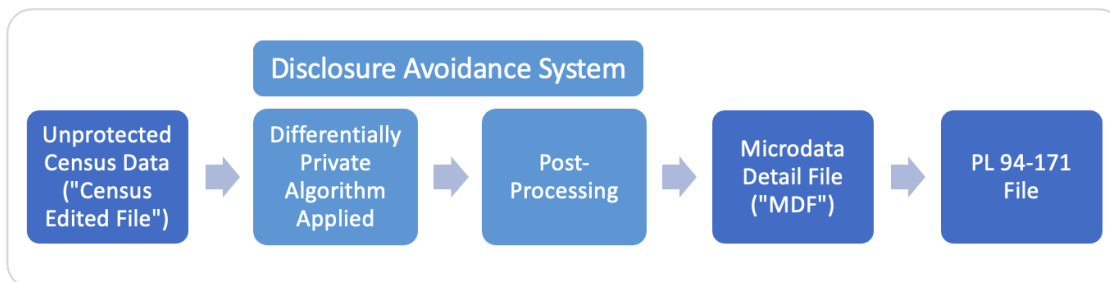 Disclosure Avoidance System
Unprotected
Census Data
("Census
Edited File")
Differentially
Private
Algorithm
Applied
Post-
Processing
Microdata
Detail File
("MDF")
PL 94-171
File